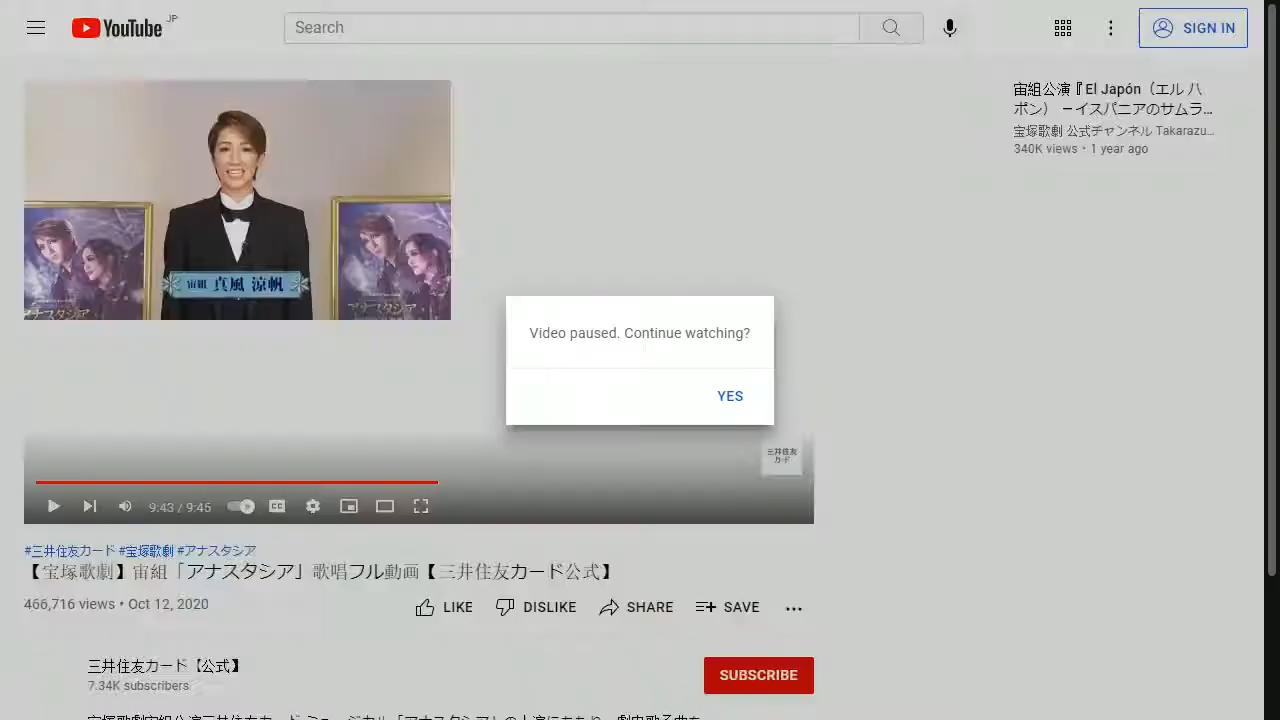 YouTube JP
Search
SIGN IN
宙組公演『El Japón（エル ハ
ポン） －イスパニアのサムラ...
宝塚歌劇 公式チャンネル Takarazu...
340K views • 1 year ago
宙組 真風 涼帆
アナスタシア
アナスタシア
Video paused. Continue watching?
YES
三井住友
カード
9:43 / 9:45
CC
#三井住友カード #宝塚歌劇 #アナスタシア
【宝塚歌劇】宙組「アナスタシア」歌唱フル動画【三井住友カード公式】
466,716 views • Oct 12, 2020
LIKE
DISLIKE
SHARE
SAVE
三井住友カード【公式】
7.34K subscribers
SUBSCRIBE